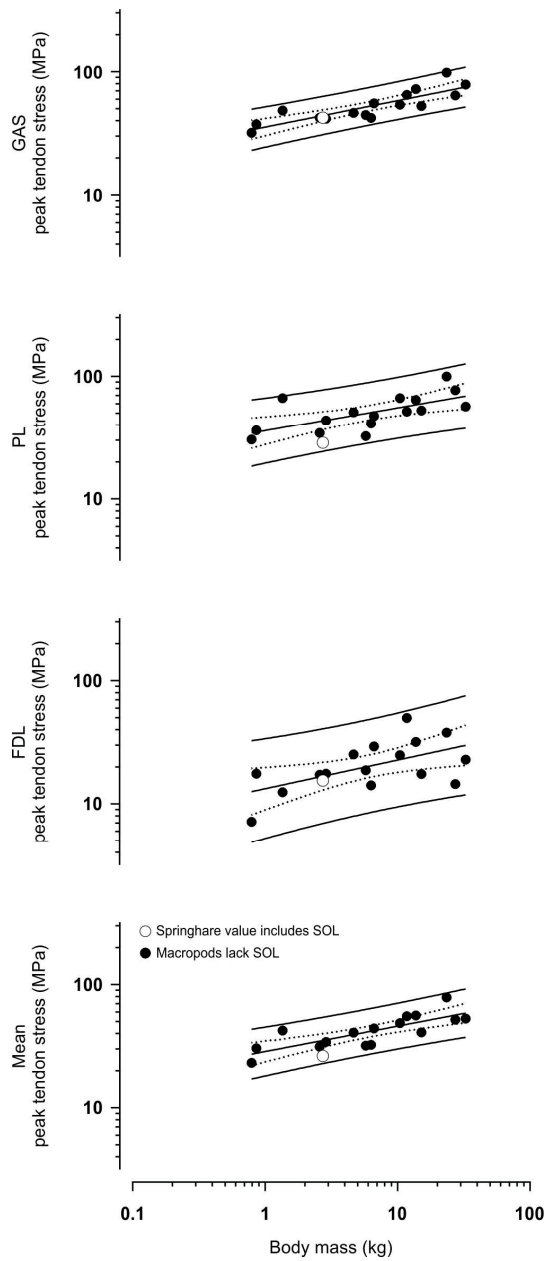 GAS
peak tendon stress (MPa)
100
10
PL
peak tendon stress (MPa)
100
10
FDL
peak tendon stress (MPa)
100
10
Springhare value includes SOL
Macropods lack SOL
Mean
peak tendon stress (MPa)
100
10
0.1 1 10 100
Body mass (kg)